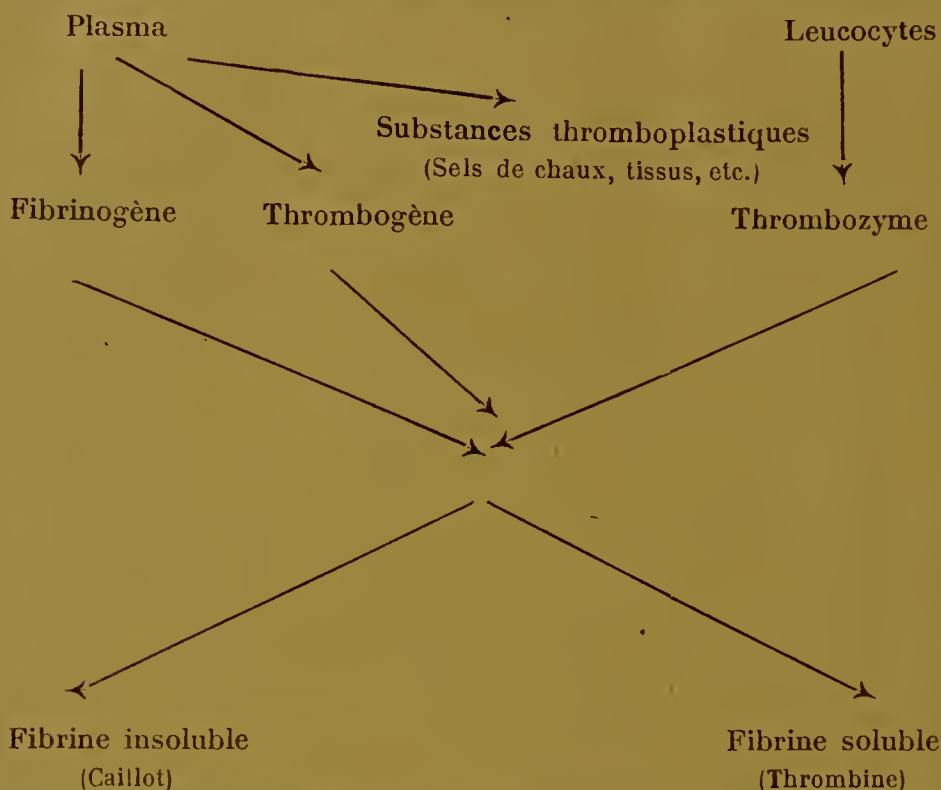 Plasma
Leucocytes
Substances thromboplastiques
(Sels de chaux, tissus, etc.)
Fibrinogène
Thrombogène
Thrombozyme
Fibrine insoluble
(Caillot)
Fibrine soluble
(Thrombine)